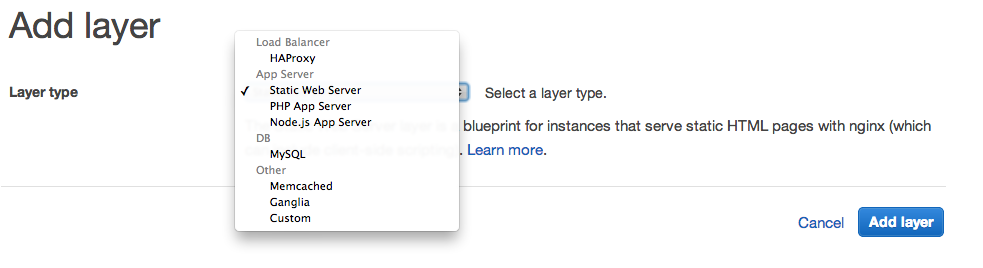 Add layer
Load Balancer
HAProxy
App Server
Layer type
✓ Static Web Server
Select a layer type.
PHP App Server
Node.js App Server
blueprint for instances that serve static HTML pages with nginx (which
DB
MySQL
. Learn more.
Other
Memcached
Ganglia
Custom
Cancel
Add layer